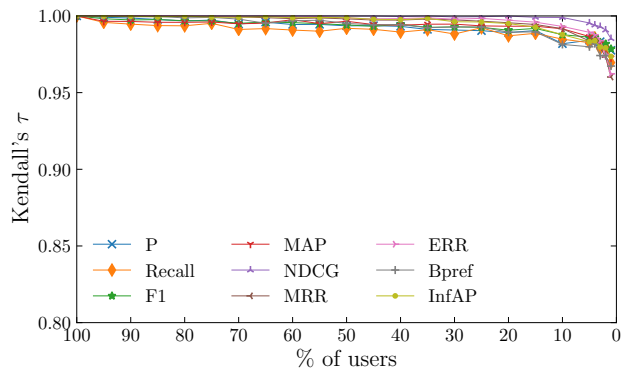 1.00
0.95
0.90
0.85
0.80
Kendall's τ
P MAP ERR
Recall NDCG Bpref
F1 MRR InfAP
100 90 80 70 60 50 40 30 20 10 0
% of users